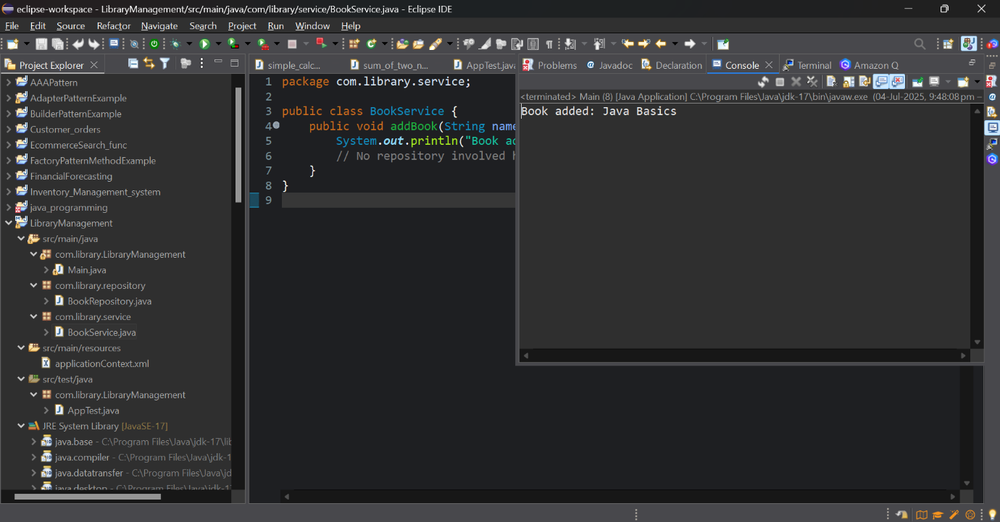 eclipse-workspace - LibraryManagement/src/main/java/com/library/service/BookService.java - Eclipse IDE
File Edit Source Refactor Navigate Search Project Run Window Help
Project Explorer
simple_calc... sum_of_two_n... AppTest.java
Problems Javadoc Declaration Console Terminal Amazon Q
<terminated> Main (8) [Java Application] C:\Program Files\Java\jdk-17\bin\javaw.exe (04-Jul-2025, 9:48:08 pm –
Book added: Java Basics
AAAPattern
AdapterPatternExample
BuilderPatternExample
Customer_orders
EcommerceSearch_func
FactoryPatternMethodExample
FinancialForecasting
Inventory_Management_system
java_programming
LibraryManagement
src/main/java
com.library.LibraryManagement
Main.java
com.library.repository
BookRepository.java
com.library.service
BookService.java
src/main/resources
applicationContext.xml
src/test/java
com.library.LibraryManagement
AppTest.java
JRE System Library [JavaSE-17]
java.base - C:\Program Files\Java\jdk-17\lib
java.compiler - C:\Program Files\Java\jdk-1
java.datatransfer - C:\Program Files\Java\jd
java.desktop - C:\Program Files\Java\jdk-1
1 package com.library.service;
2
3 public class BookService {
4 public void addBook(String name
5 System.out.println("Book ad
6 // No repository involved h
7 }
8 }
9